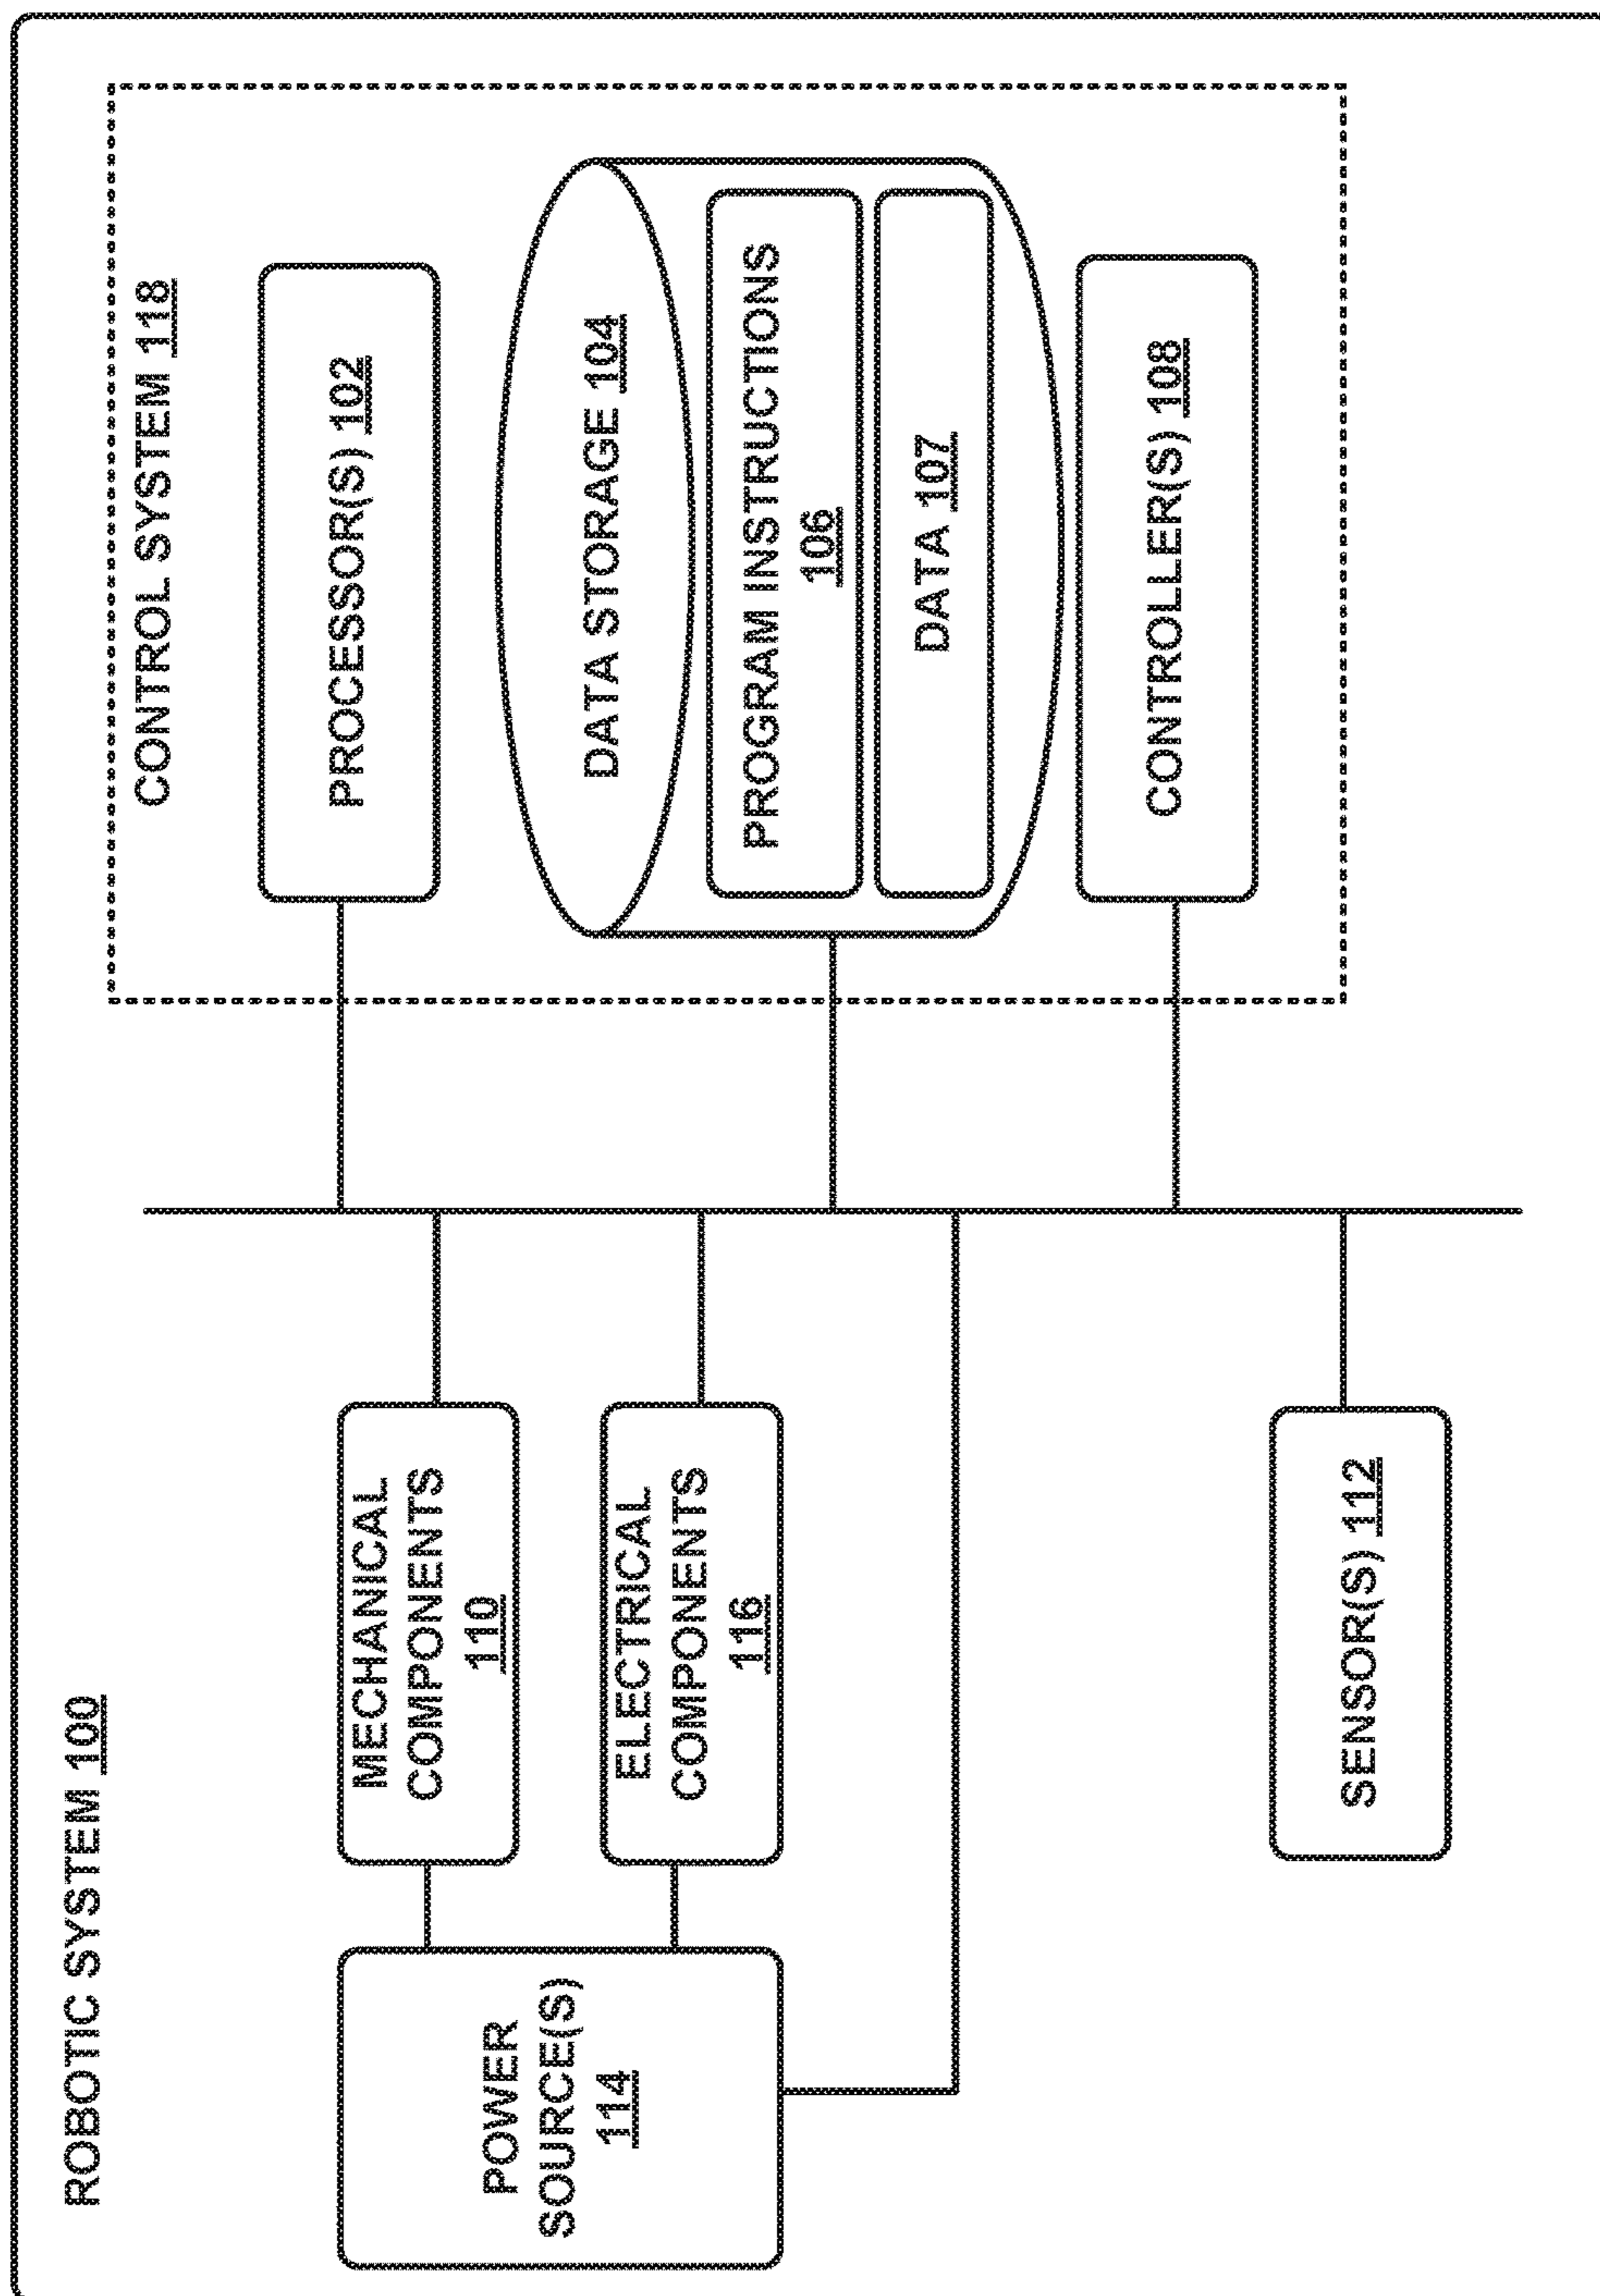 ROBOTIC SYSTEM 100
CONTROL SYSTEM 118
POWER
SOURCE(S)
114
MECHANICAL
COMPONENTS
110
ELECTRICAL
COMPONENTS
116
SENSOR(S) 112
PROCESSOR(S) 102
DATA STORAGE 104
PROGRAM INSTRUCTIONS
106
DATA 107
CONTROLLER(S) 108